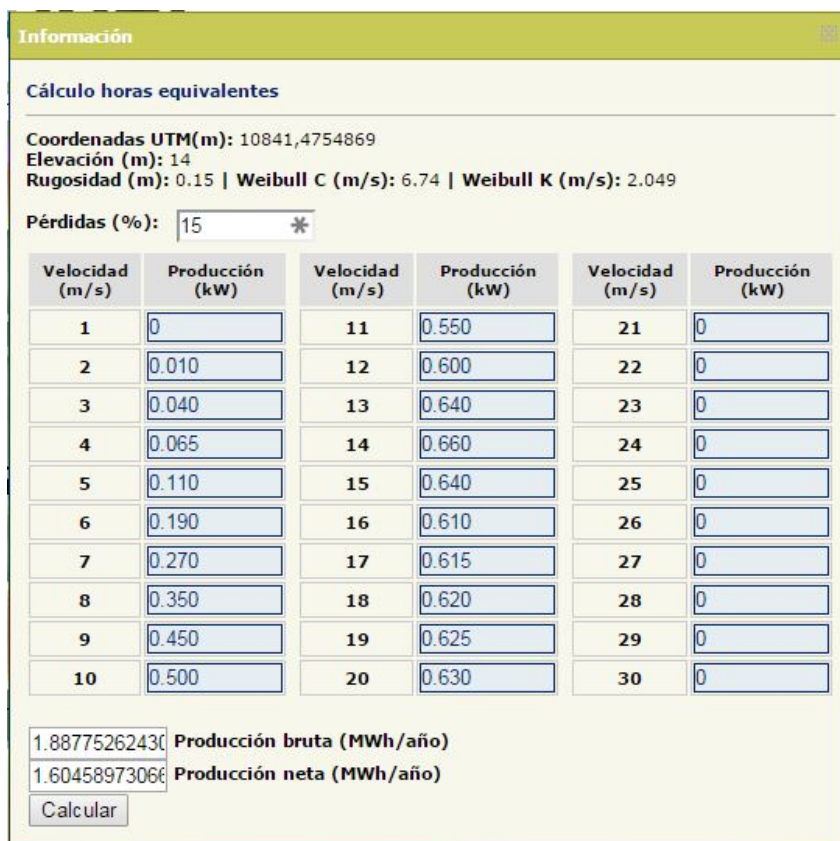 Información
Cálculo horas equivalentes
Coordenadas UTM(m): 10841,4754869
Elevación (m): 14
Rugosidad (m): 0.15 | Weibull C (m/s): 6.74 | Weibull K (m/s): 2.049
Pérdidas (%): 15
Velocidad (m/s) Producción (kW) Velocidad (m/s) Producción (kW) Velocidad (m/s) Producción (kW)
1 0 11 0.550 21 0
2 0.010 12 0.600 22 0
3 0.040 13 0.640 23 0
4 0.065 14 0.660 24 0
5 0.110 15 0.640 25 0
6 0.190 16 0.610 26 0
7 0.270 17 0.615 27 0
8 0.350 18 0.620 28 0
9 0.450 19 0.625 29 0
10 0.500 20 0.630 30 0
1.8877526243 Producción bruta (MWh/año)
1.6045897306 Producción neta (MWh/año)
Calcular